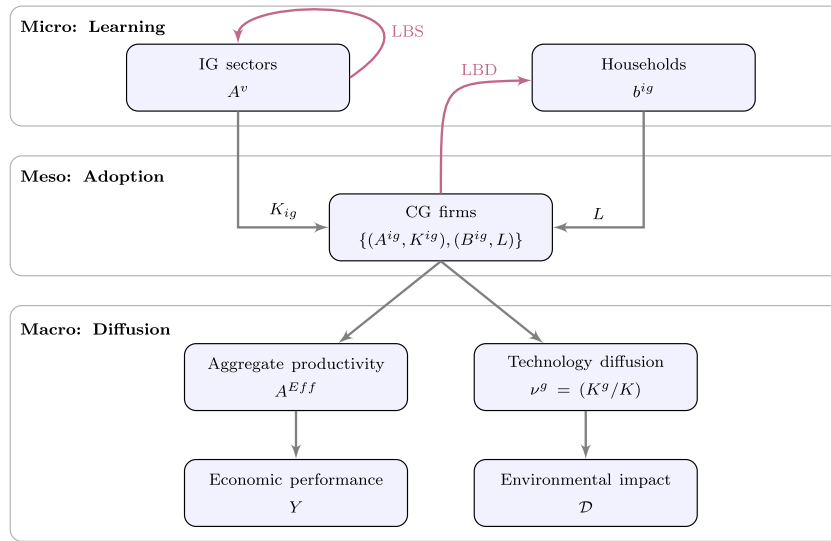 Micro: Learning
LBS
IG sectors
A^v
LBD
Households
b^{ig}
Meso: Adoption
K_{ig}
L
CG firms
{(A^{ig}, K^{ig}), (B^{ig}, L)}
Macro: Diffusion
Aggregate productivity
A^{Eff}
Technology diffusion
ν^g = (K^g/K)
Economic performance
Y
Environmental impact
𝒟